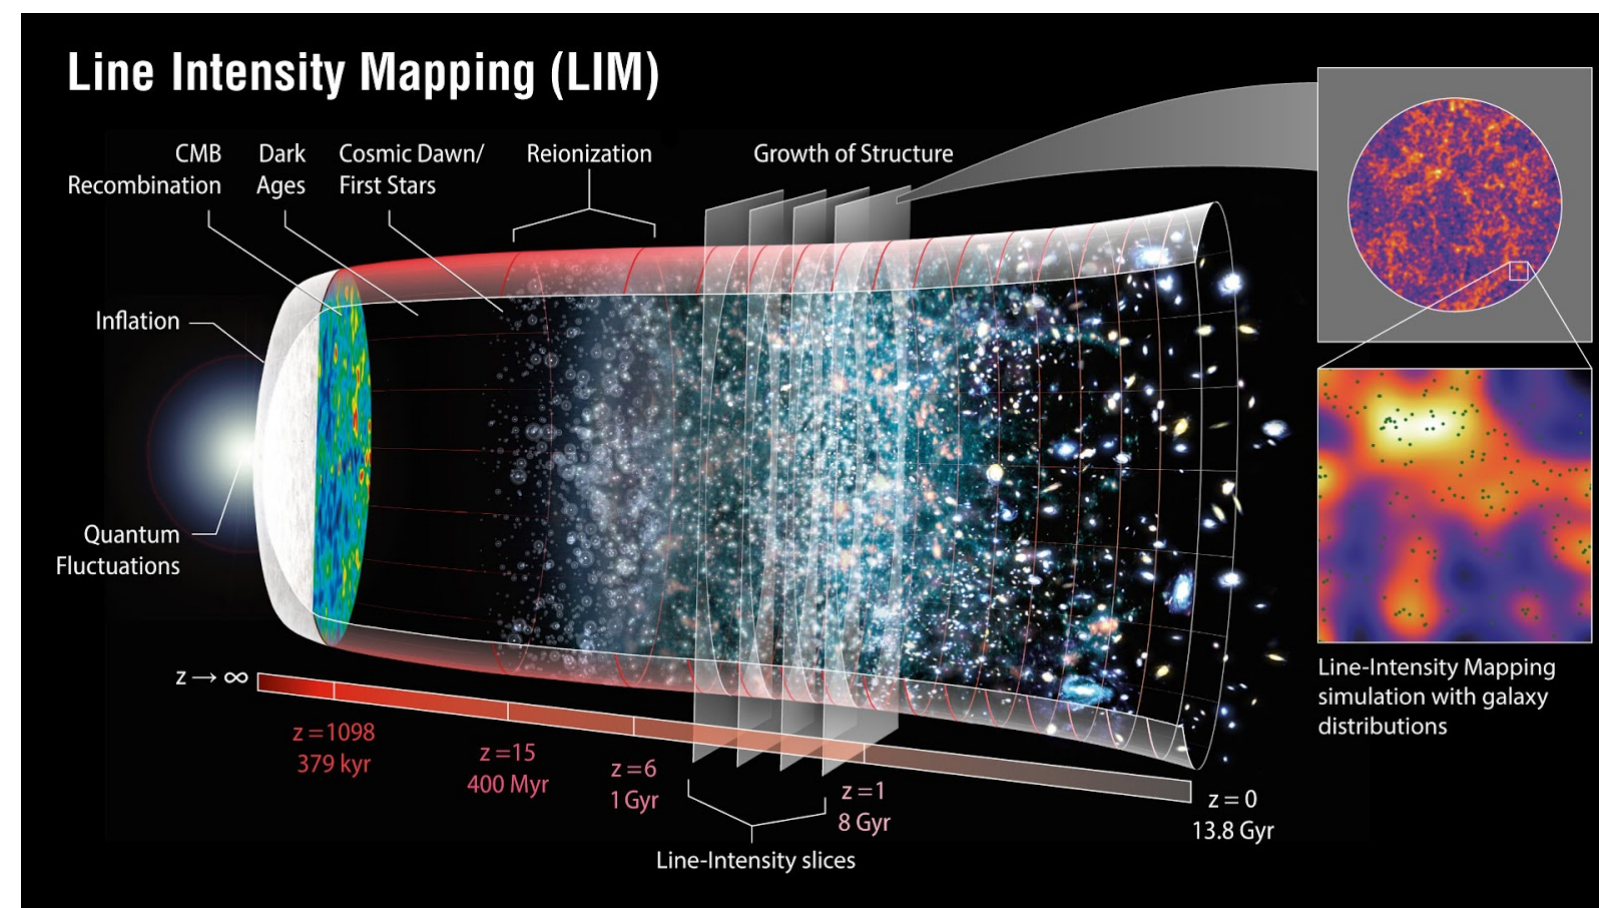 Line Intensity Mapping (LIM)
CMB
Recombination
Dark
Ages
Cosmic Dawn/
First Stars
Reionization
Growth of Structure
Inflation
Quantum
Fluctuations
z → ∞
z =1098
379 kyr
z =15
400 Myr
z =6
1 Gyr
z =1
8 Gyr
z = 0
13.8 Gyr
Line-Intensity slices
Line-Intensity Mapping
simulation with galaxy
distributions